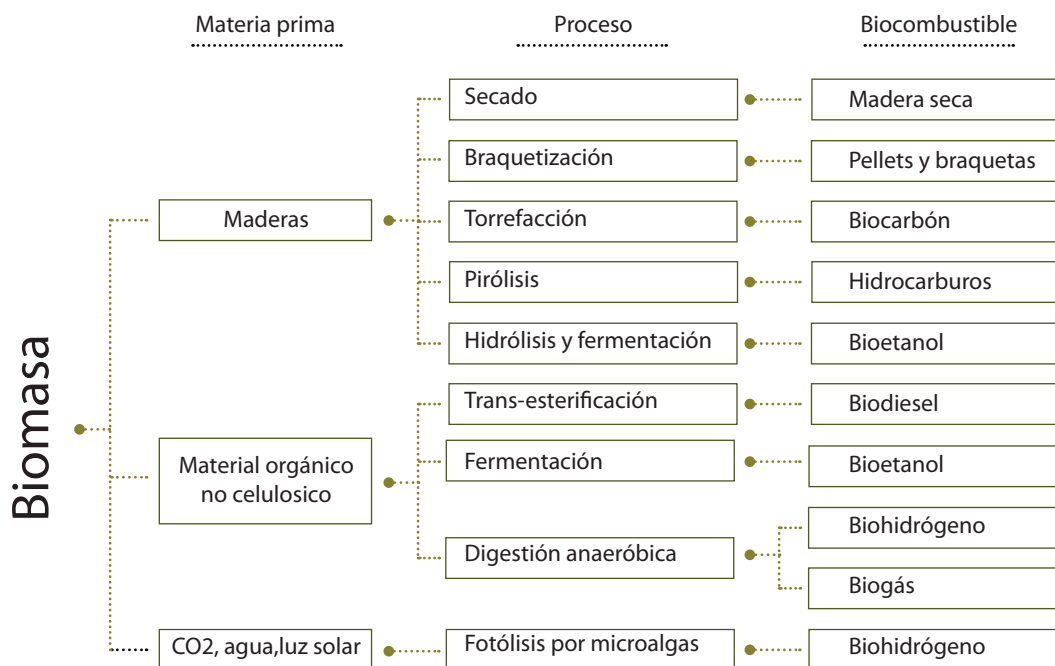 Materia prima
Proceso
Biocombustible
Secado
Madera seca
Braquetización
Pellets y braquetas
Maderas
Torrefacción
Biocarbón
Pirólisis
Hidrocarburos
Hidrólisis y fermentación
Bioetanol
Biomasa
Trans-esterificación
Biodiesel
Material orgánico
no celulosico
Fermentación
Bioetanol
Digestión anaeróbica
Biohidrógeno
Biogás
CO2, agua,luz solar
Fotólisis por microalgas
Biohidrógeno